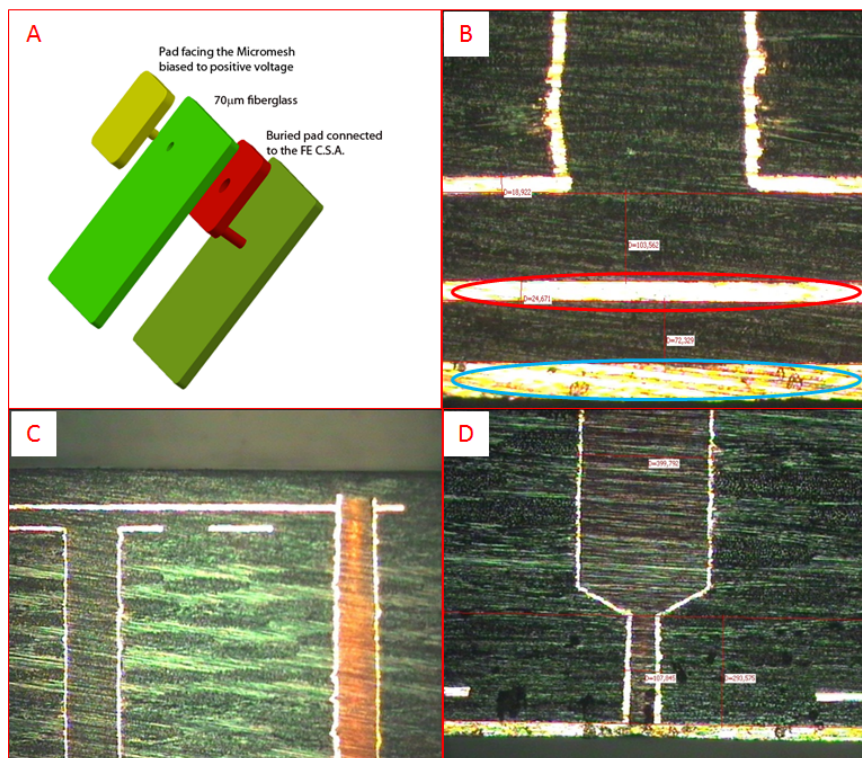 A
Pad facing the Micromesh
biased to positive voltage
70µm fiberglass
Buried pad connected
to the FE C.S.A.
B
D=18,922
D=103,562
D=24,671
D=72,329
C
D
D=399,792
D=293,575